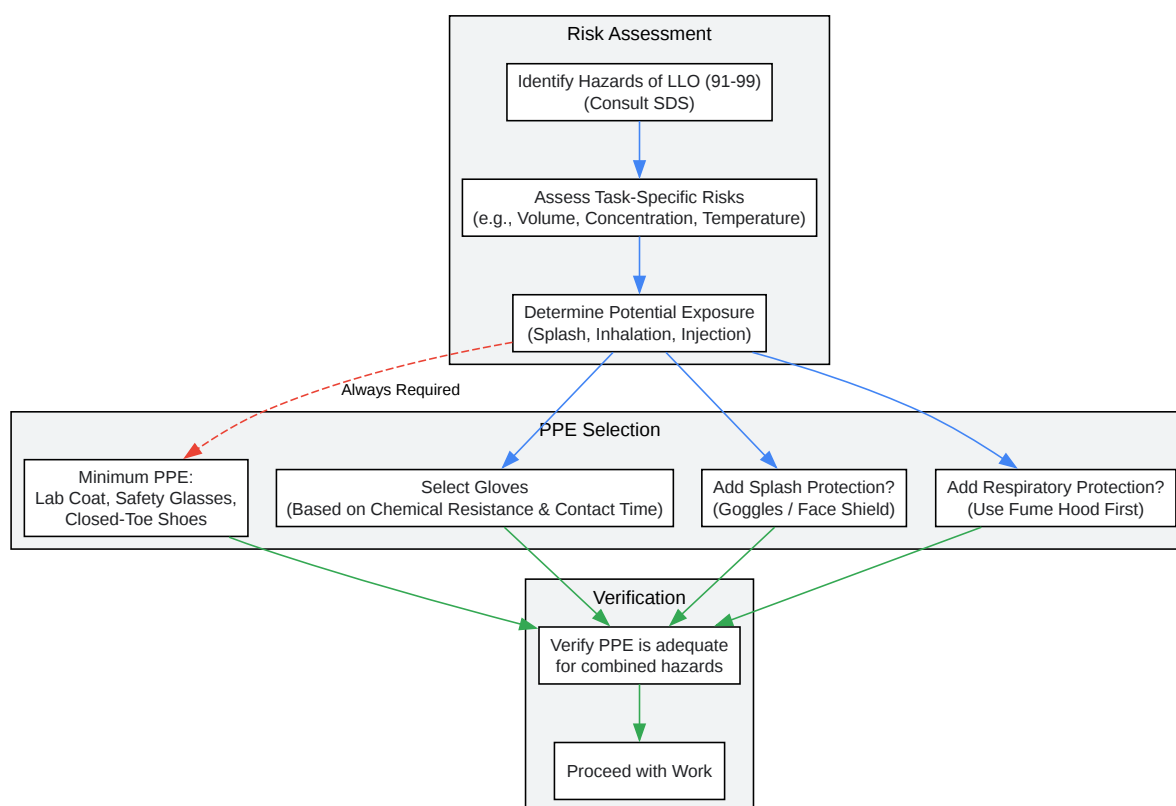 Risk Assessment
Identify Hazards of LLO (91-99)
(Consult SDS)
Assess Task-Specific Risks
(e.g., Volume, Concentration, Temperature)
Determine Potential Exposure
(Splash, Inhalation, Injection)
Always Required
PPE Selection
Minimum PPE:
Lab Coat, Safety Glasses,
Closed-Toe Shoes
Select Gloves
(Based on Chemical Resistance & Contact Time)
Add Splash Protection?
(Goggles / Face Shield)
Add Respiratory Protection?
(Use Fume Hood First)
Verification
Verify PPE is adequate
for combined hazards
Proceed with Work